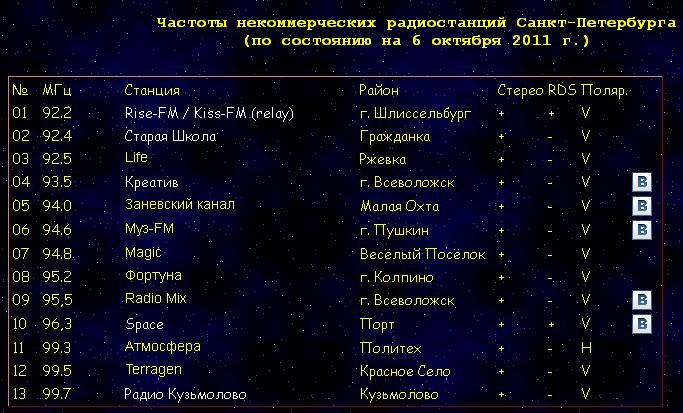 Частоты некоммерческих радиостанций Санкт-Петербурга
(по состоянию на 6 октября 2011 г.)
№ МГц Станция Район Стерео RDS Поляр.
01 92.2 Rise-FM / Kiss-FM (relay) г. Шлиссельбург + + V
02 92.4 Старая Школа Гражданка + - V
03 92.5 Life Ржевка + - V
04 93.5 Креатив г. Всеволожск + - V B
05 94.0 Заневский канал Малая Охта + - V B
06 94.6 Муз-FM г. Пушкин + - V B
07 94.8 Magic Весёлый Посёлок + - V
08 95.2 Фортуна г. Колпино + - V
09 95,5 Radio Mix г. Всеволожск + - V B
10 96,3 Space Порт + + V B
11 99.3 Атмосфера Политех + - H
12 99.5 Terragen Красное Село + - V
13 99.7 Радио Кузьмолово Кузьмолово + - V